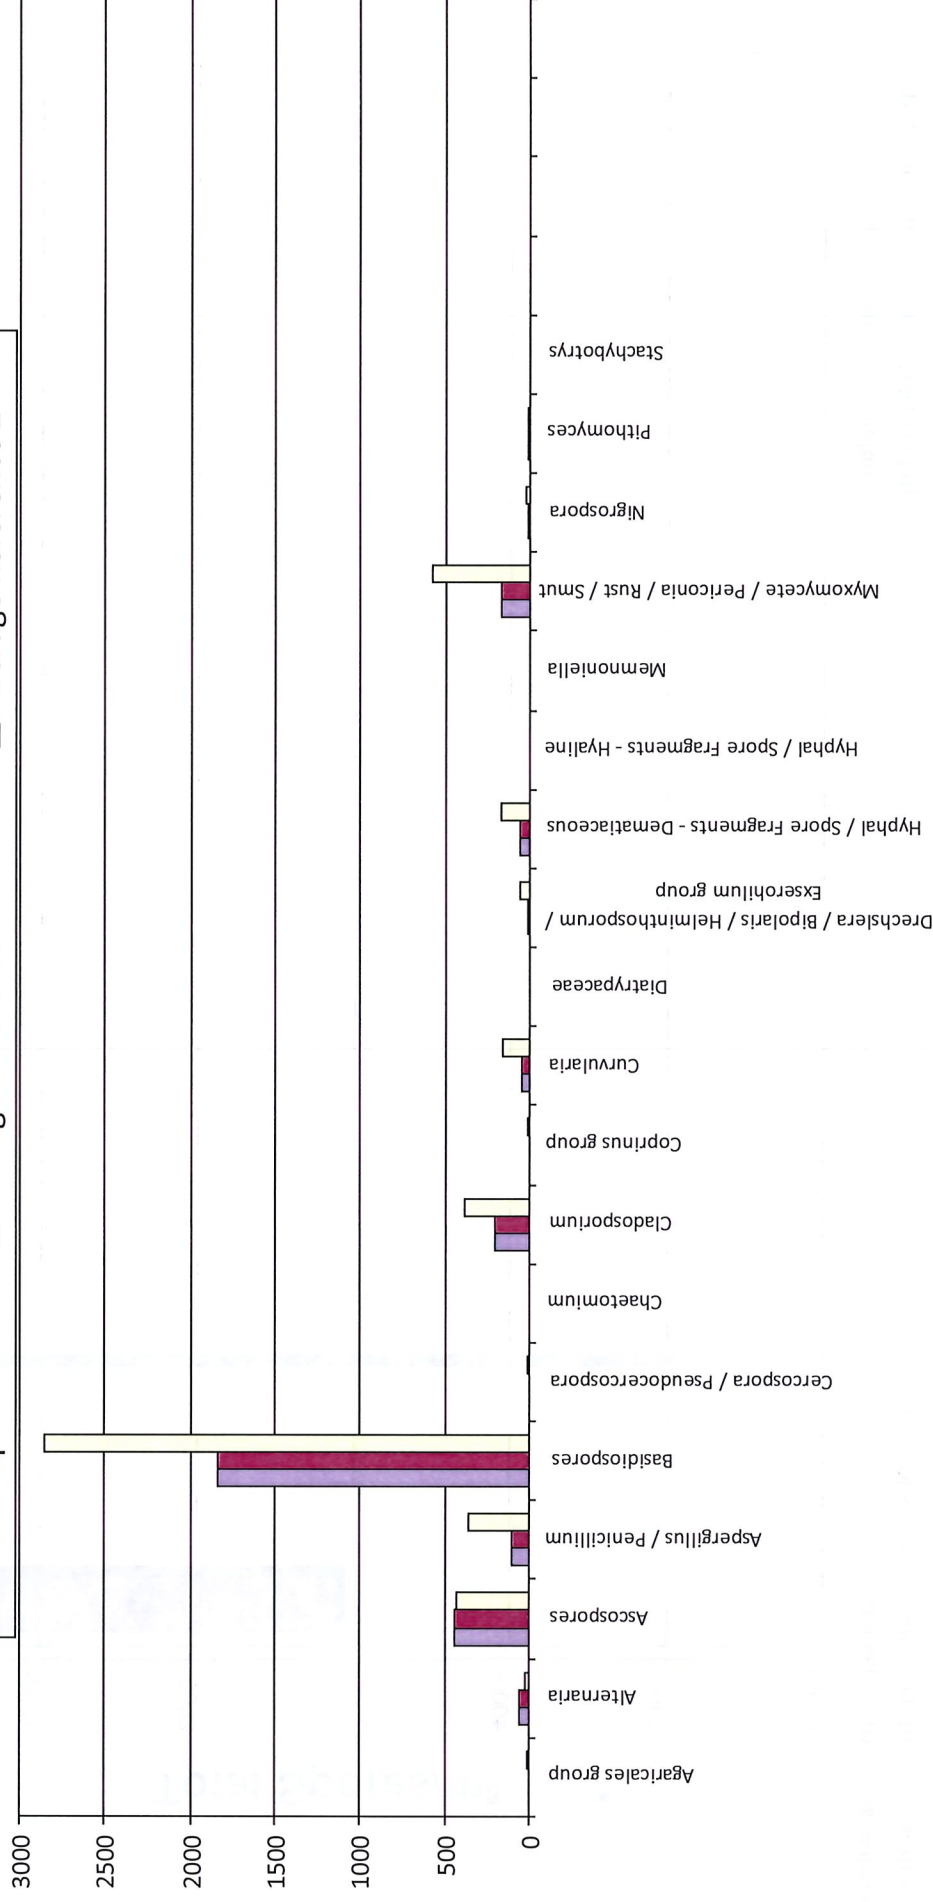 3000
2500
2000
1500
1000
500
0
Agaricales group
Alternaria
Ascospores
Aspergillus / Penicillium
Basidiospores
Cercospora / Pseudocercospora
Chaetomium
Cladosporium
Coprinus group
Curvularia
Diatrypaceae
Drechslera / Bipolaris / Helminthosporum /
Exserohilum group
Hyphal / Spore Fragments - Dematiaceous
Hyphal / Spore Fragments - Hyaline
Memnoniella
Myxomycete / Periconia / Rust / Smut
Nigrospora
Pithomyces
Stachybotrys